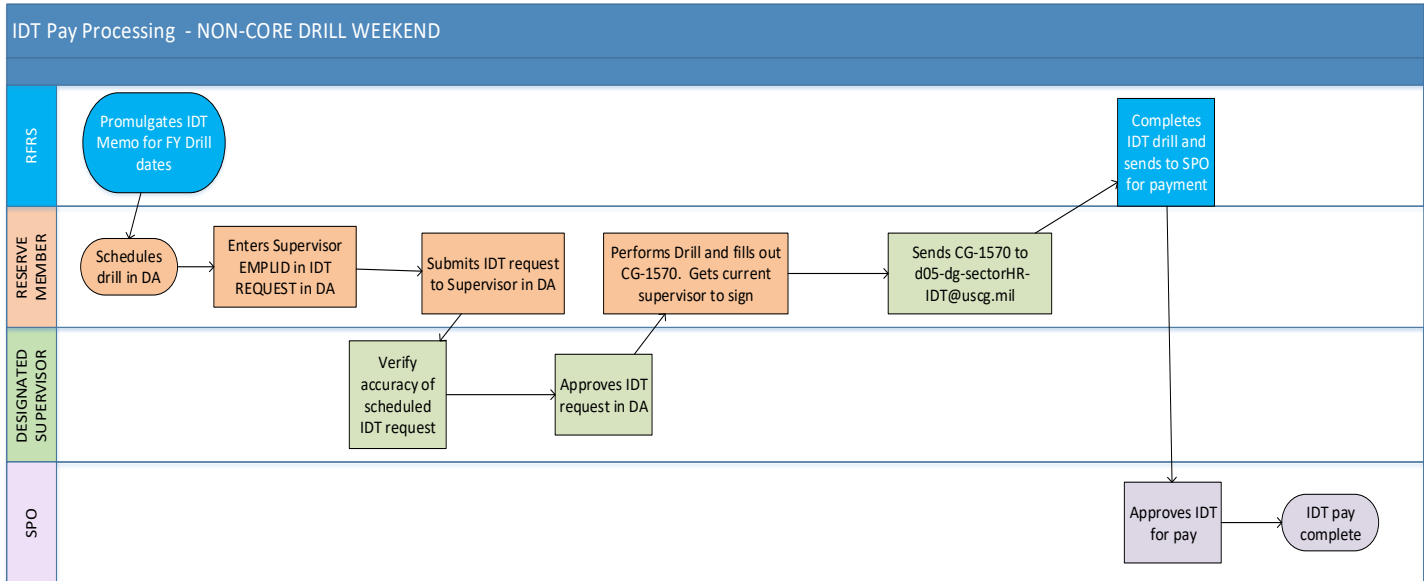 IDT Pay Processing - NON-CORE DRILL WEEKEND
RFRS
Promulgates IDT
Memo for FY Drill
dates
Completes
IDT drill and
sends to SPO
for payment
RESERVE
MEMBER
Schedules
drill in DA
Enters Supervisor
EMPLID in IDT
REQUEST in DA
Submits IDT request
to Supervisor in DA
Performs Drill and fills out
CG-1570. Gets current
supervisor to sign
Sends CG-1570 to
d05-dg-sectorHR-
IDT@uscg.mil
DESIGNATED
SUPERVISOR
Verify
accuracy of
scheduled
IDT request
Approves IDT
request in DA
SPO
Approves IDT
for pay
IDT pay
complete